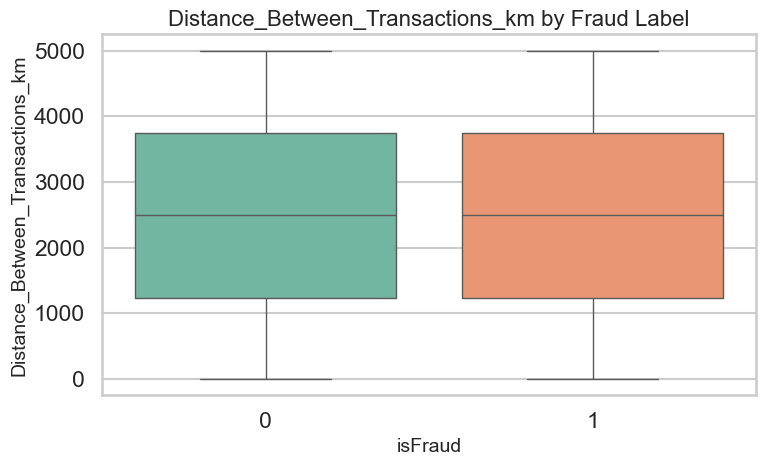 Distance_Between_Transactions_km by Fraud Label
Distance_Between_Transactions_km
5000
4000
3000
2000
1000
0
0
1
isFraud